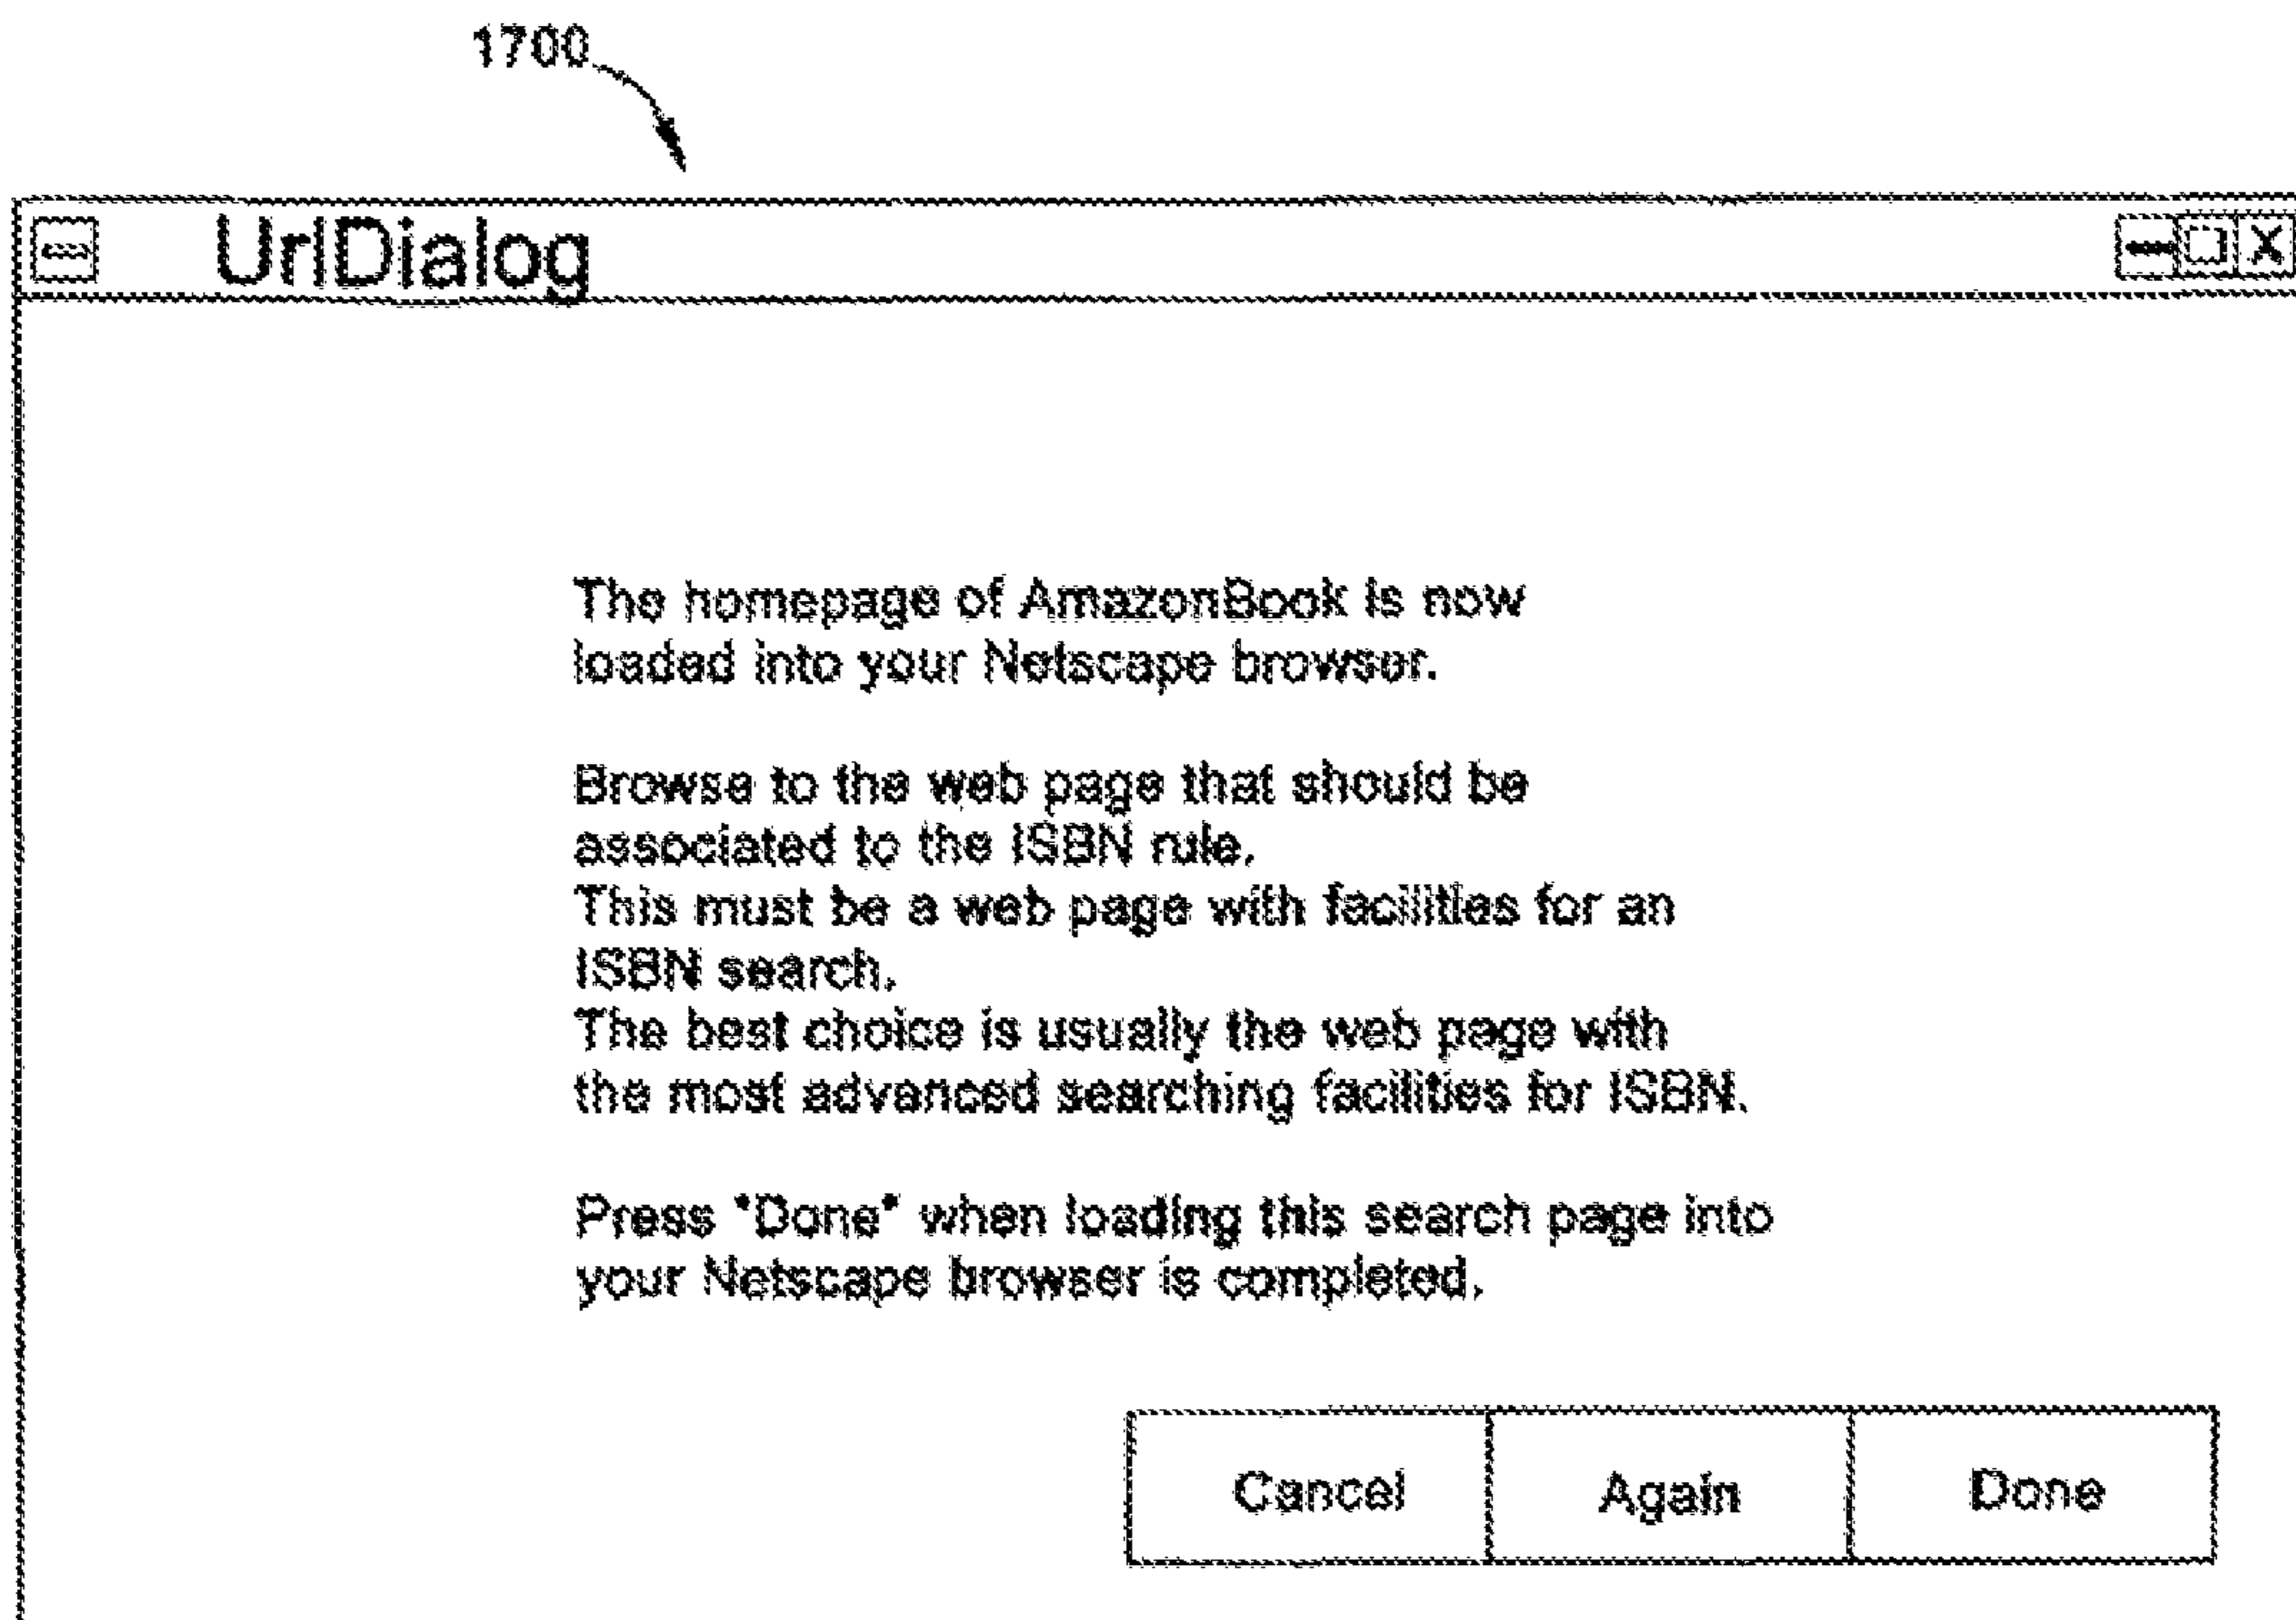 1700
UrlDialog
The homepage of AmazonBook is now
loaded into your Netscape browser.
Browse to the web page that should be
associated to the ISBN rule.
This must be a web page with facilities for an
ISBN search.
The best choice is usually the web page with
the most advanced searching facilities for ISBN.
Press "Done" when loading this search page into
your Netscape browser is completed.
Cancel Again Done